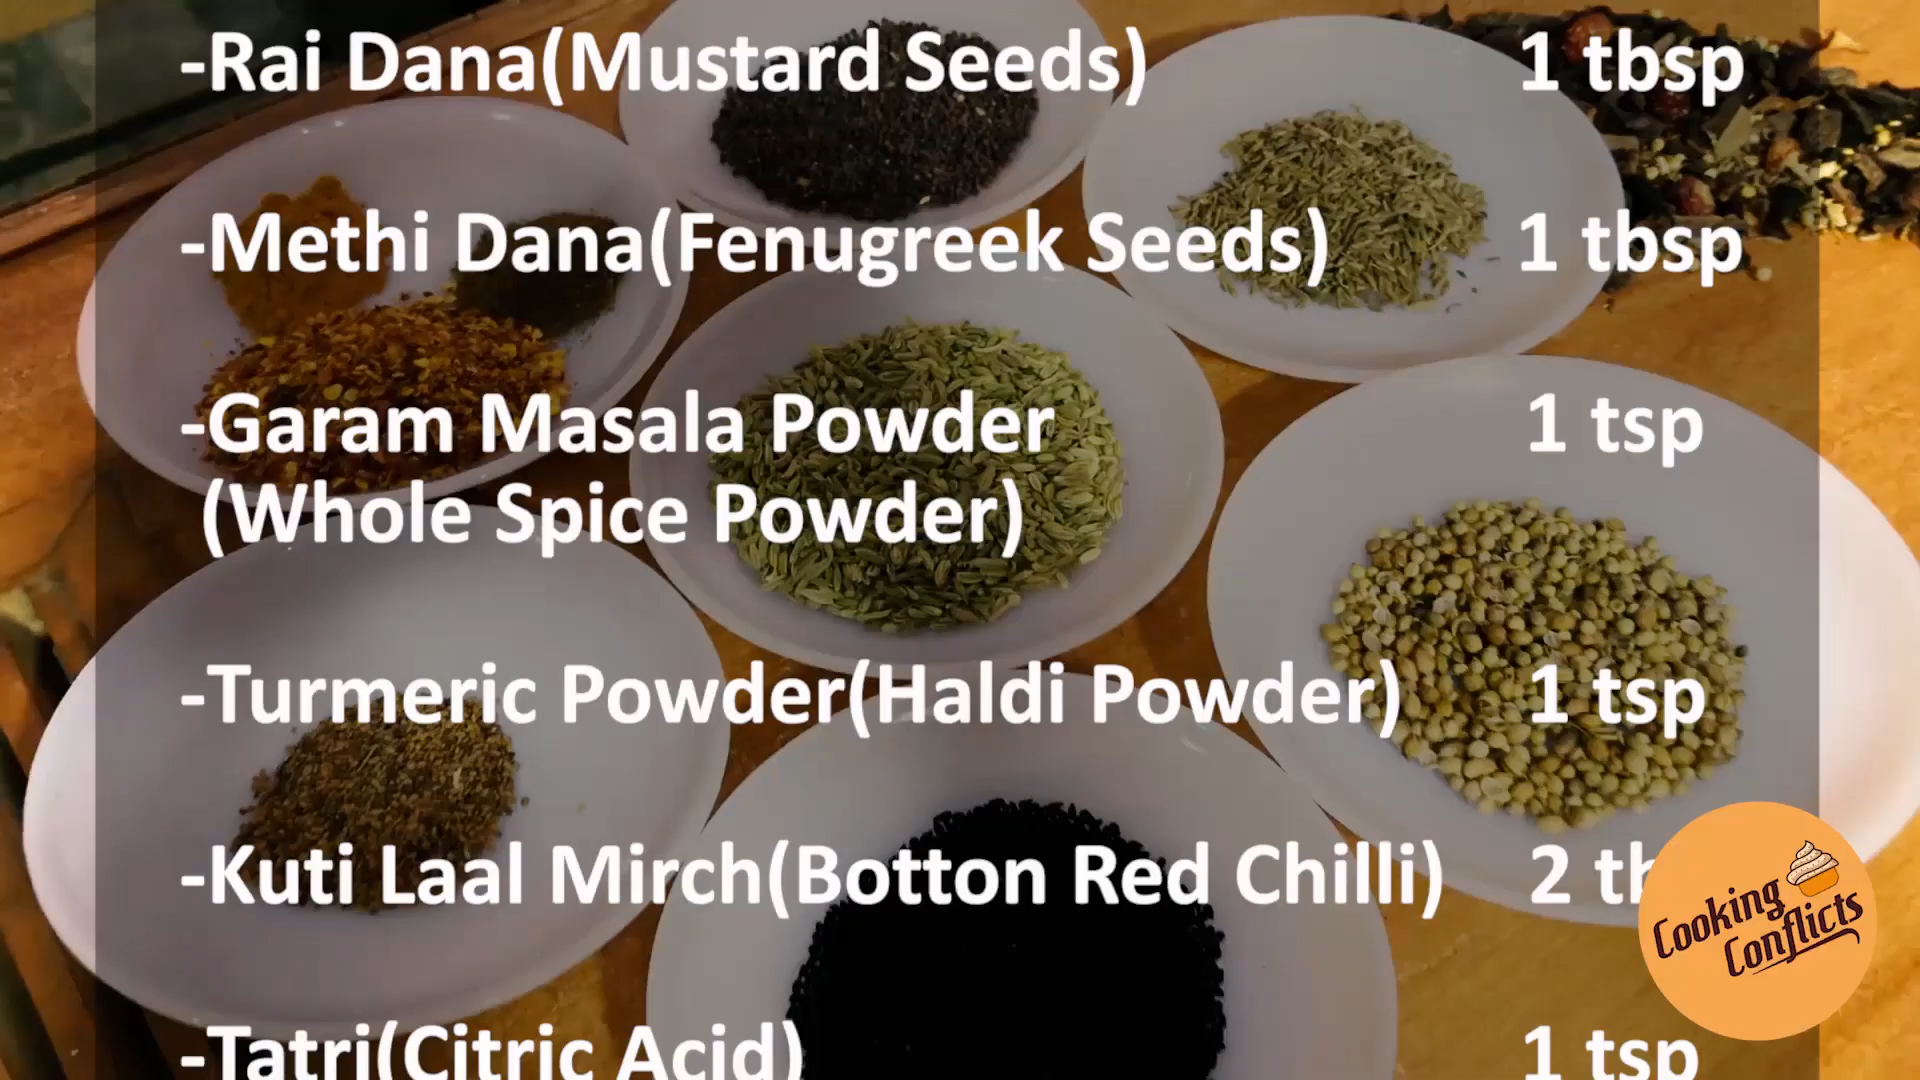 -Rai Dana(Mustard Seeds) 1 tbsp
-Methi Dana(Fenugreek Seeds) 1 tbsp
-Garam Masala Powder 1 tsp
(Whole Spice Powder)
-Turmeric Powder(Haldi Powder) 1 tsp
-Kuti Laal Mirch(Botton Red Chilli) 2
Cooking
Conflicts
-Tatri(Citric Acid) 1 tsp